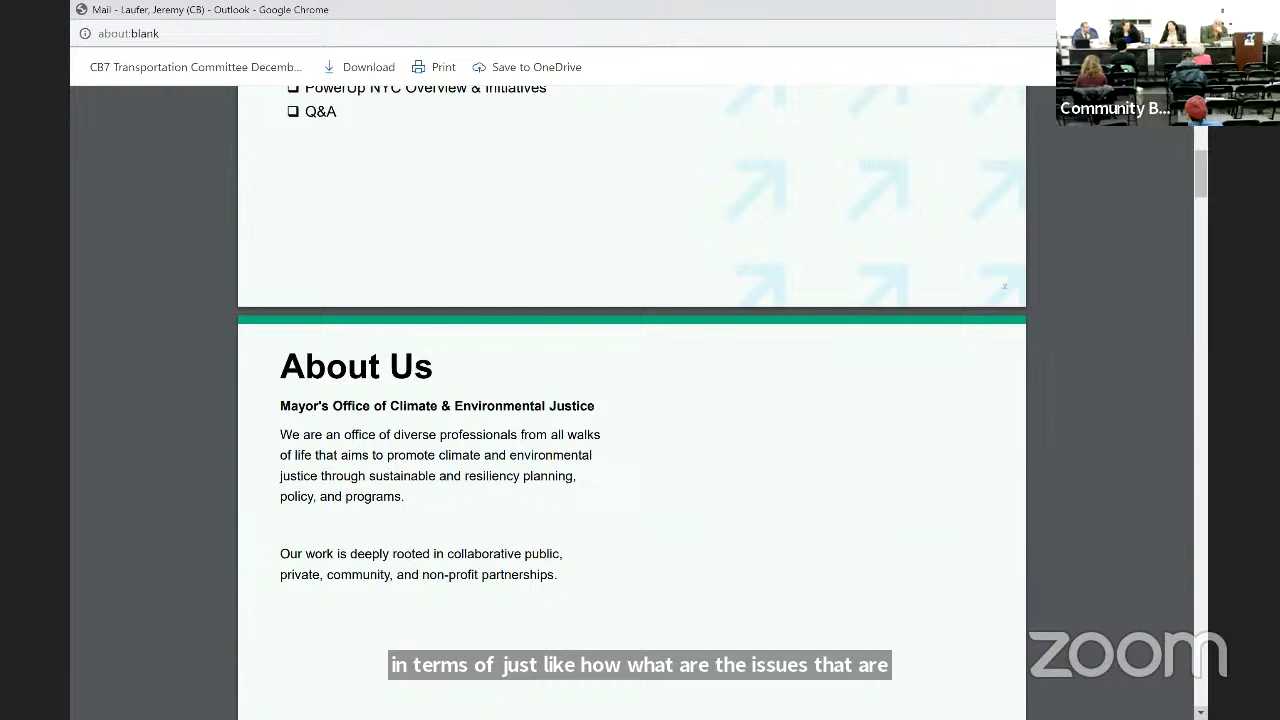 Mail - Laufer, Jeremy (CB) - Outlook - Google Chrome
about:blank
CB7 Transportation Committee Decemb...
Download
OneDrive
PowerUP NYC Overview & Initiatives
Q&A
2
About Us
Mayor's Office of Climate & Environmental Justice
We are an office of diverse professionals from all walks
of life that aims to promote climate and environmental
justice through sustainable and resiliency planning,
policy, and programs.
Our work is deeply rooted in collaborative public,
private, community, and non-profit partnerships.
in terms of just like how what are the issues that are
Community B...
zoom